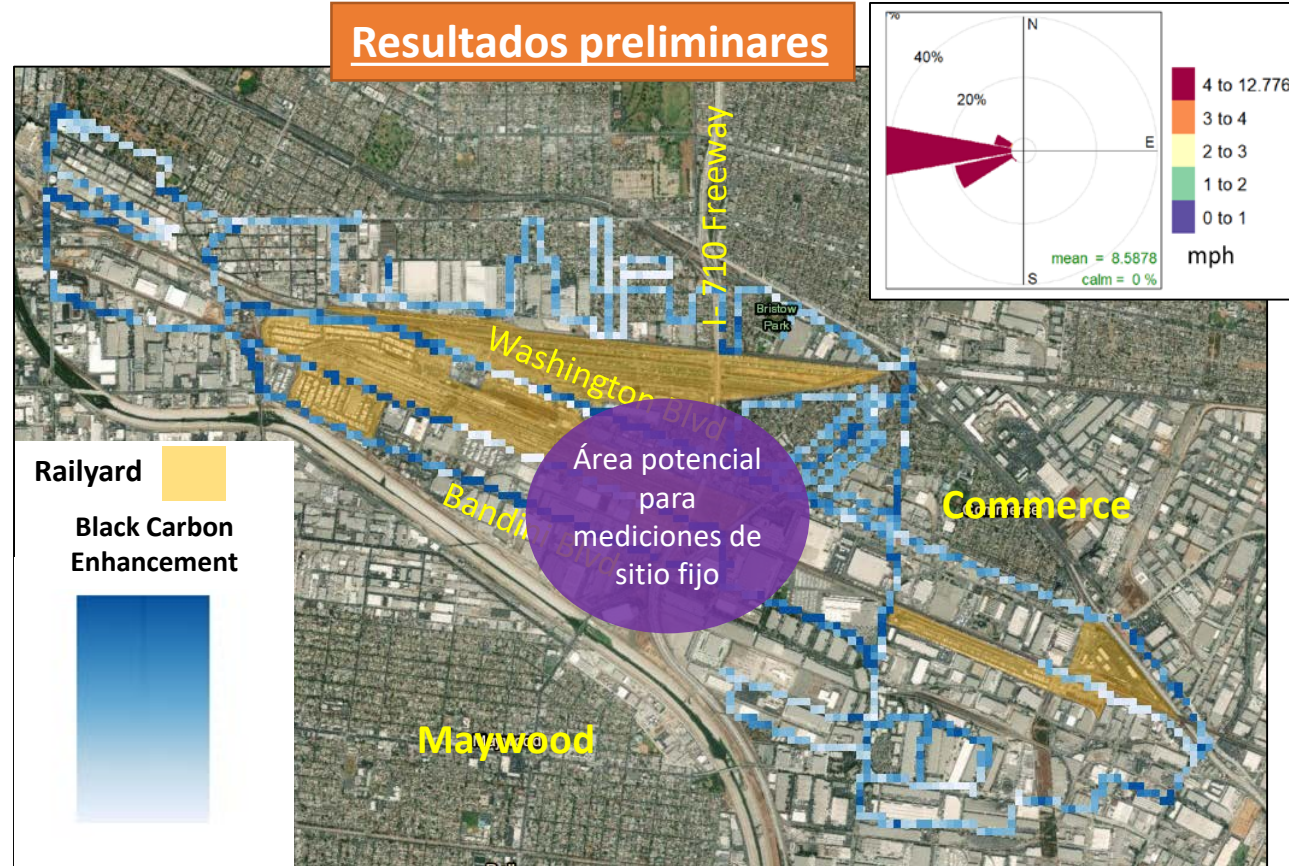 Resultados preliminares
N
40%
20%
E
S
mean = 8.5878
calm = 0 %
4 to 12.776
3 to 4
2 to 3
1 to 2
0 to 1
mph
I-710 Freeway
Bristow
Park
Washington Blvd
Área potencial
para
mediciones de
sitio fijo
Bandini Blvd
Commerce
Maywood
Railyard
Black Carbon
Enhancement